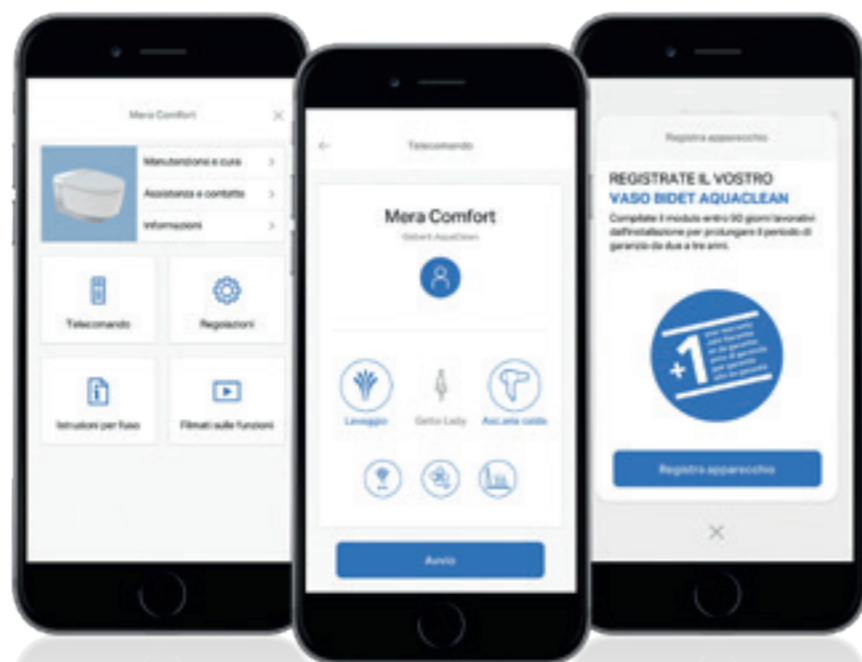 Mera Comfort
Manutenzione e cura
Assistenza e contatto
Informazioni
Telecomando
Regolazioni
Istruzioni per l'uso
Filmati sulle funzioni
Telecomando
Mera Comfort
Geberit AquaClean
Lavaggio
Getto Lady
Asc.aria calda
Avvio
Registra apparecchio
REGISTRATE IL VOSTRO
VASO BIDET AQUACLEAN
Compilate il modulo entro 90 giorni lavorativi
dall'installazione per prolungare il periodo di
garanzia da due a tre anni.
+1
Registra apparecchio